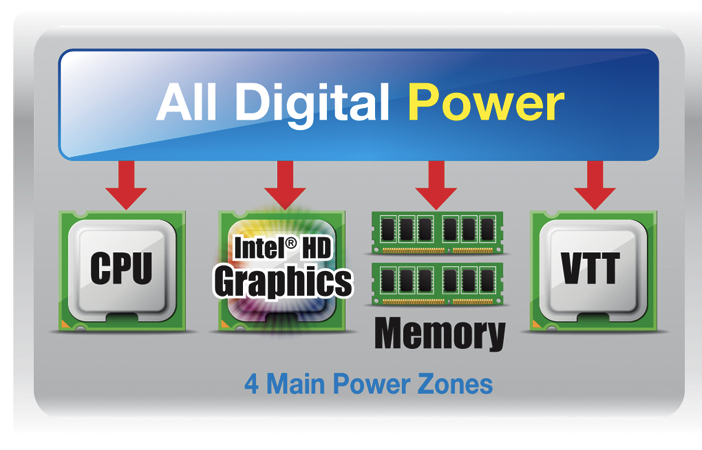 All Digital Power
CPU
Intel® HD
Graphics
Memory
VTT
4 Main Power Zones